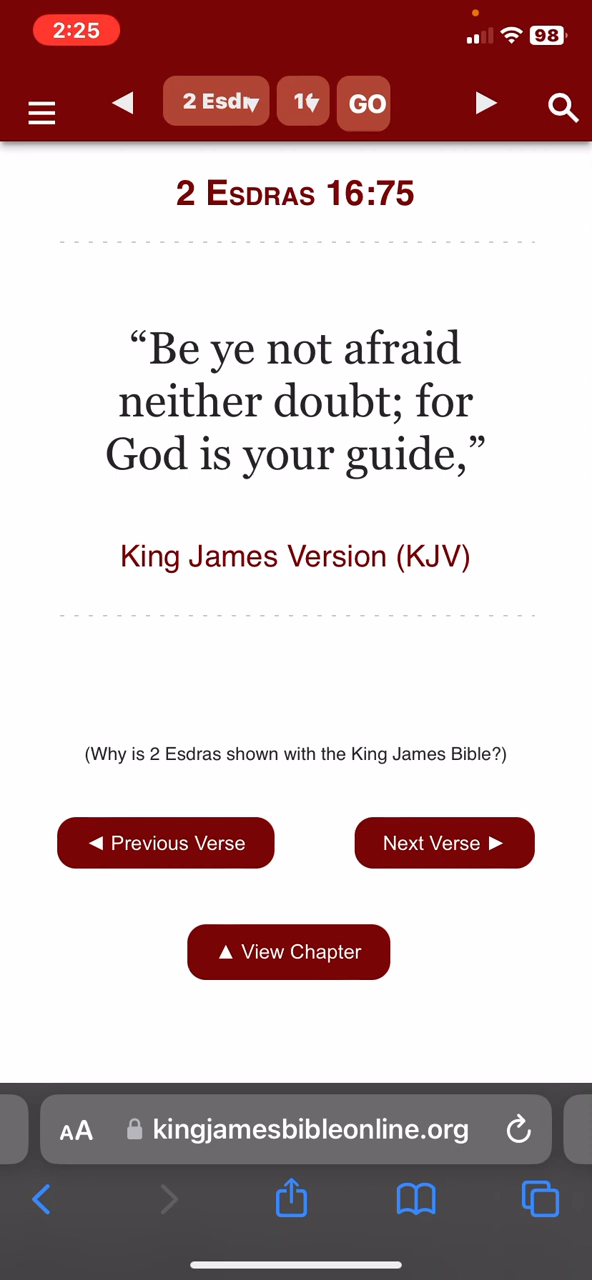 2:25
98
2 Esdr
GO
2 Esdras 16:75
“Be ye not afraid
neither doubt; for
God is your guide,”
King James Version (KJV)
(Why is 2 Esdras shown with the King James Bible?)
◄ Previous Verse
Next Verse ►
▲ View Chapter
AA
kingjamesbibleonline.org